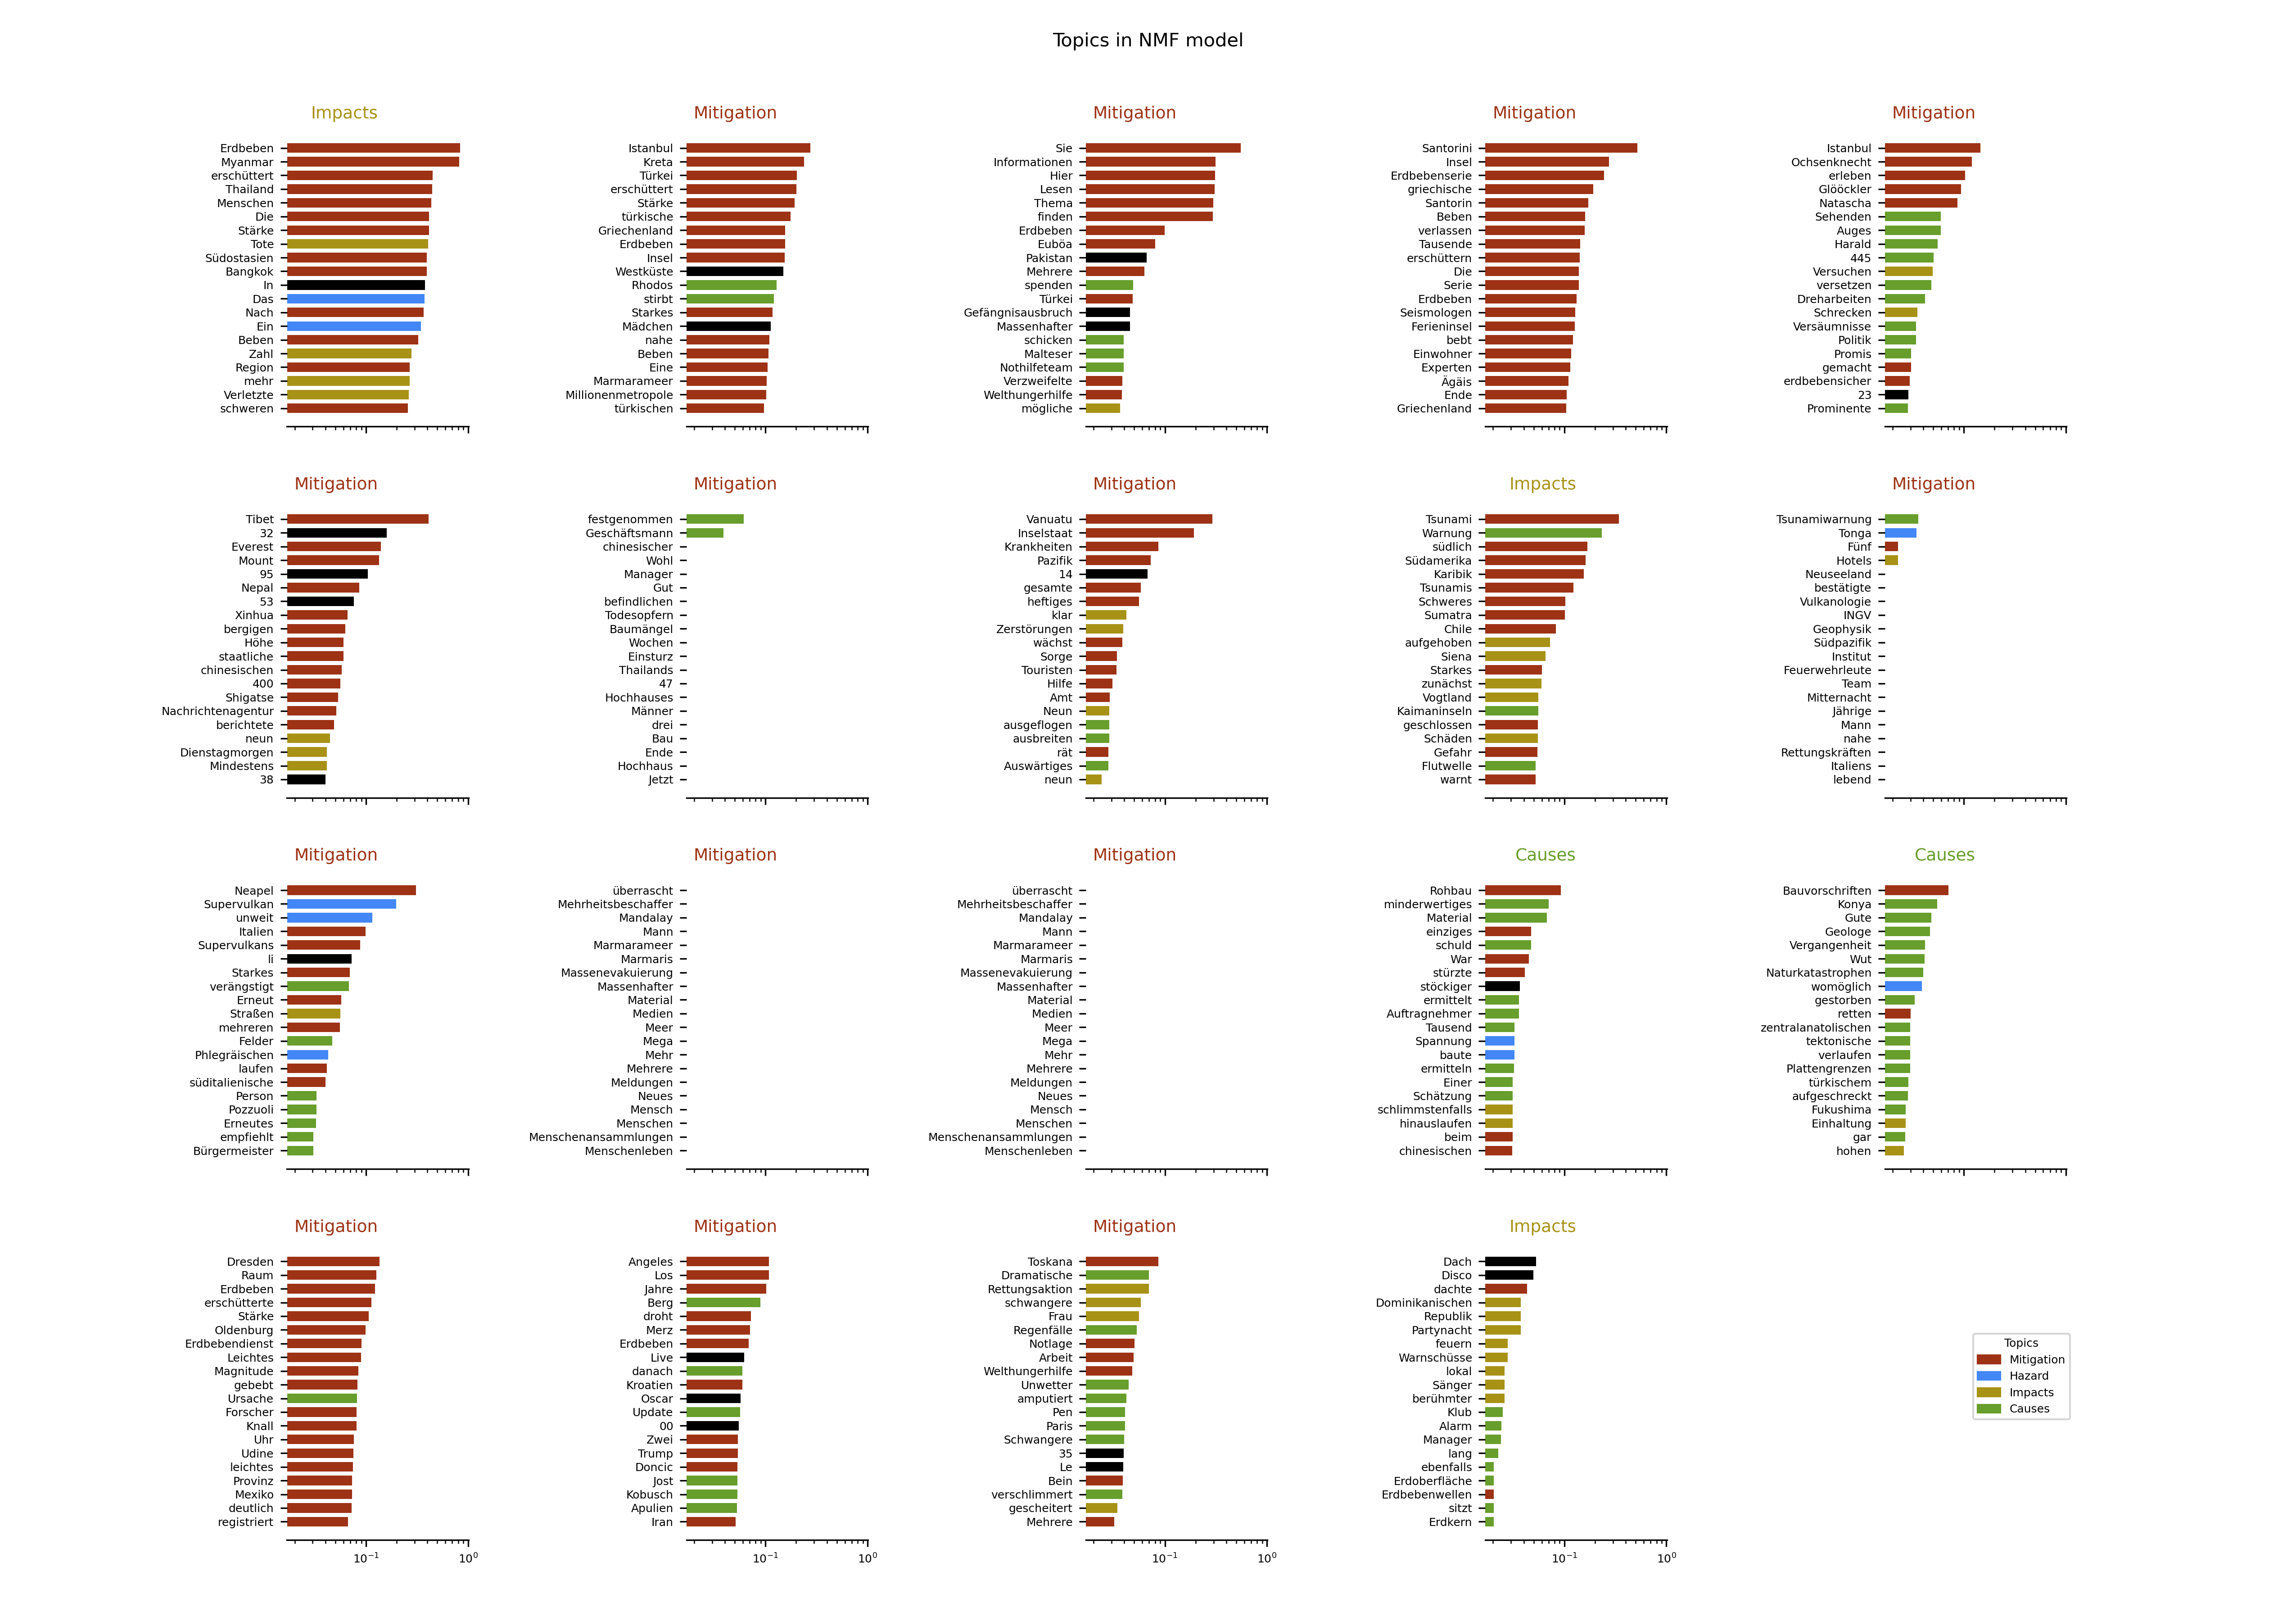 Topics in NMF model
Impacts
Erdbeben
Myanmar
erschüttert
Thailand
Menschen
Die
Stärke
Tote
Südostasien
Bangkok
In
Das
Nach
Ein
Beben
Zahl
Region
mehr
Verletzte
schweren
Mitigation
Istanbul
Kreta
Türkei
erschüttert
Stärke
türkische
Griechenland
Erdbeben
Insel
Westküste
Rhodos
stirbt
Starkes
Mädchen
nahe
Beben
Eine
Marmarameer
Millionenmetropole
türkischen
Mitigation
Sie
Informationen
Hier
Lesen
Thema
finden
Erdbeben
Euböa
Pakistan
Mehrere
spenden
Türkei
Gefängnisausbruch
Massenhafter
schicken
Malteser
Nothilfeteam
Verzweifelte
Welthungerhilfe
mögliche
Mitigation
Santorini
Insel
Erdbebenserie
griechische
Santorin
Beben
verlassen
Tausende
erschüttern
Die
Serie
Erdbeben
Seismologen
Ferieninsel
bebt
Einwohner
Experten
Ägäis
Ende
Griechenland
Mitigation
Istanbul
Ochsenknecht
erleben
Glööckler
Natascha
Sehenden
Auges
Harald
445
Versuchen
versetzen
Dreharbeiten
Schrecken
Versäumnisse
Politik
Promis
gemacht
erdbebensicher
23
Prominente
Mitigation
Tibet
32
Everest
Mount
95
Nepal
53
Xinhua
bergigen
Höhe
staatliche
chinesischen
400
Shigatse
Nachrichtenagentur
berichtete
neun
Dienstagmorgen
Mindestens
38
Mitigation
festgenommen
Geschäftsmann
chinesischer
Wohl
Manager
Gut
befindlichen
Todesopfern
Baumängel
Wochen
Einsturz
Thailands
47
Hochhauses
Männer
drei
Bau
Ende
Hochhaus
Jetzt
Mitigation
Vanuatu
Inselstaat
Krankheiten
Pazifik
14
gesamte
heftiges
klar
Zerstörungen
wächst
Sorge
Touristen
Hilfe
Amt
Neun
ausgeflogen
ausbreiten
rät
Auswärtiges
neun
Impacts
Tsunami
Warnung
südlich
Südamerika
Karibik
Tsunamis
Schweres
Sumatra
Chile
aufgehoben
Siena
Starkes
zunächst
Vogtland
Kaimaninseln
geschlossen
Schäden
Gefahr
Flutwelle
warnt
Mitigation
Tsunamiwarnung
Tonga
Fünf
Hotels
Neuseeland
bestätigte
Vulkanologie
INGV
Geophysik
Südpazifik
Institut
Feuerwehrleute
Team
Mitternacht
Jährige
Mann
nahe
Rettungskräften
Italiens
lebend
Mitigation
Neapel
Supervulkan
unweit
Italien
Supervulkans
li
Starkes
verängstigt
Erneut
Straßen
mehreren
Felder
Phlegräischen
laufen
süditalienische
Person
Pozzuoli
Erneutes
empfiehlt
Bürgermeister
Mitigation
überrascht
Mehrheitsbeschaffer
Mandalay
Mann
Marmarameer
Marmaris
Massenevakuierung
Massenhafter
Material
Medien
Meer
Mega
Mehr
Mehrere
Meldungen
Neues
Mensch
Menschen
Menschenansammlungen
Menschenleben
Mitigation
überrascht
Mehrheitsbeschaffer
Mandalay
Mann
Marmarameer
Marmaris
Massenevakuierung
Massenhafter
Material
Medien
Meer
Mega
Mehr
Mehrere
Meldungen
Neues
Mensch
Menschen
Menschenansammlungen
Menschenleben
Causes
Rohbau
minderwertiges
Material
einziges
schuld
War
stürzte
stöckiger
ermittelt
Auftragnehmer
Tausend
Spannung
baute
ermitteln
Einer
Schätzung
schlimmstenfalls
hinauslaufen
beim
chinesischen
Causes
Bauvorschriften
Konya
Gute
Geologe
Vergangenheit
Wut
Naturkatastrophen
womöglich
gestorben
retten
zentralanatolischen
tektonische
verlaufen
Plattengrenzen
türkischem
aufgeschreckt
Fukushima
Einhaltung
gar
hohen
Mitigation
Dresden
Raum
Erdbeben
erschütterte
Stärke
Oldenburg
Erdbebendienst
Leichtes
Magnitude
gebebt
Ursache
Forscher
Knall
Uhr
Udine
leichtes
Provinz
Mexiko
deutlich
registriert
10⁻¹ 10⁰
Mitigation
Angeles
Los
Jahre
Berg
droht
Merz
Erdbeben
Live
danach
Kroatien
Oscar
Update
00
Zwei
Trump
Doncic
Jost
Kobusch
Apulien
Iran
10⁻¹ 10⁰
Mitigation
Toskana
Dramatische
Rettungsaktion
schwangere
Frau
Regenfälle
Notlage
Arbeit
Welthungerhilfe
Unwetter
amputiert
Pen
Paris
Schwangere
35
Le
Bein
verschlimmert
gescheitert
Mehrere
10⁻¹ 10⁰
Impacts
Dach
Disco
dachte
Dominikanischen
Republik
Partynacht
feuern
Warnschüsse
lokal
Sänger
berühmter
Klub
Alarm
Manager
lang
ebenfalls
Erdoberfläche
Erdbebenwellen
sitzt
Erdkern
10⁻¹ 10⁰
Topics
Mitigation
Hazard
Impacts
Causes